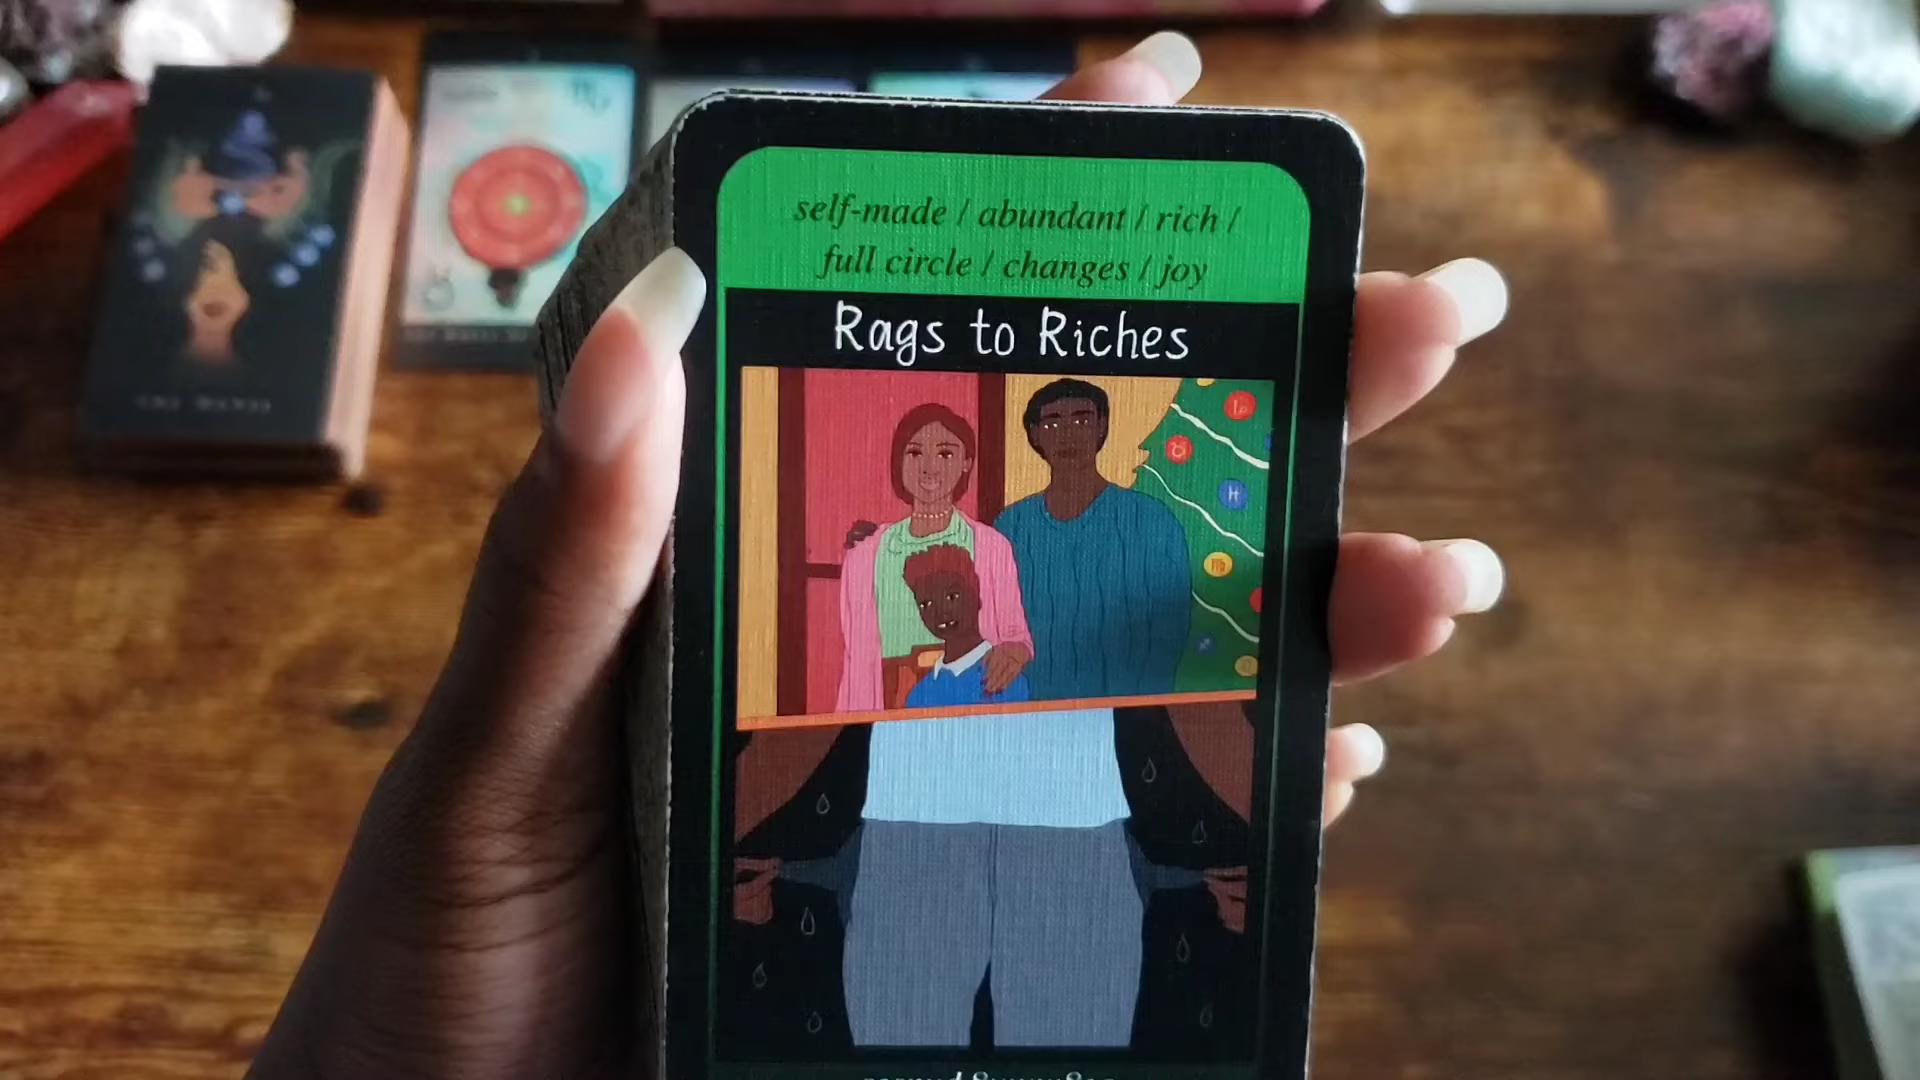 self-made / abundant / rich /
full circle / changes / joy
Rags to Riches